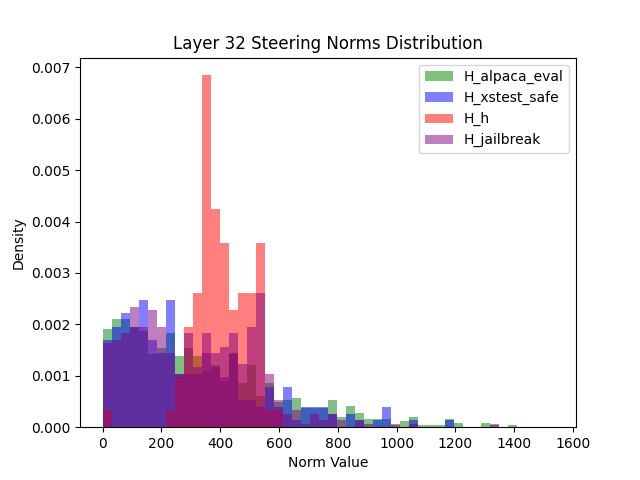 Layer 32 Steering Norms Distribution
H_alpaca_eval
H_xstest_safe
H_h
H_jailbreak
Density
0.007
0.006
0.005
0.004
0.003
0.002
0.001
0.000
0 200 400 600 800 1000 1200 1400 1600
Norm Value